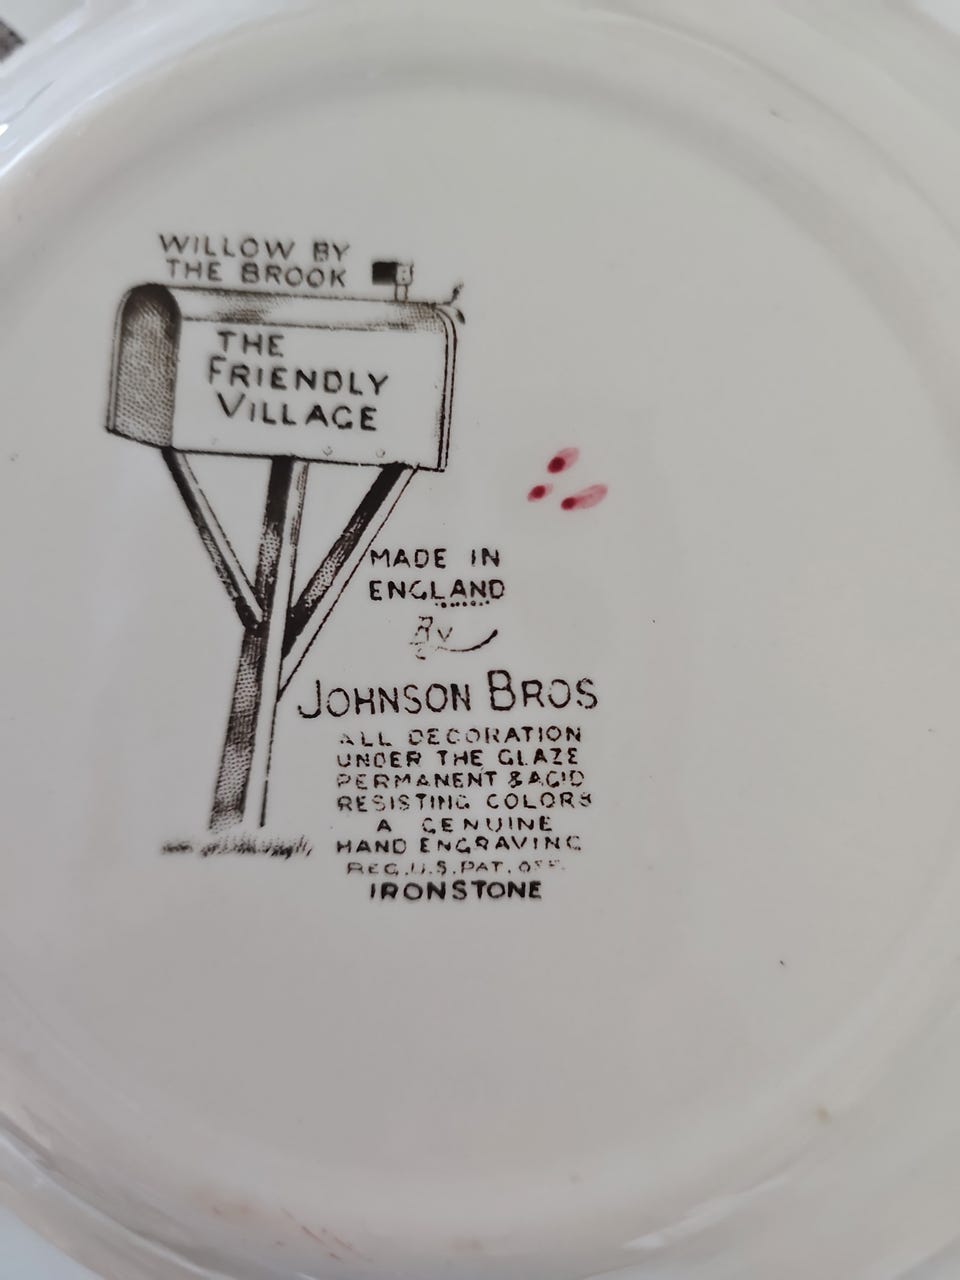 WILLOW BY
THE BROOK
THE
FRIENDLY
VILLAGE
MADE IN
ENGLAND
By
JOHNSON BROS
ALL DECORATION
UNDER THE GLAZE
PERMANENT & ACID
RESISTING COLORS
A GENUINE
HAND ENGRAVING
REG. U.S. PAT. OFF.
IRONSTONE